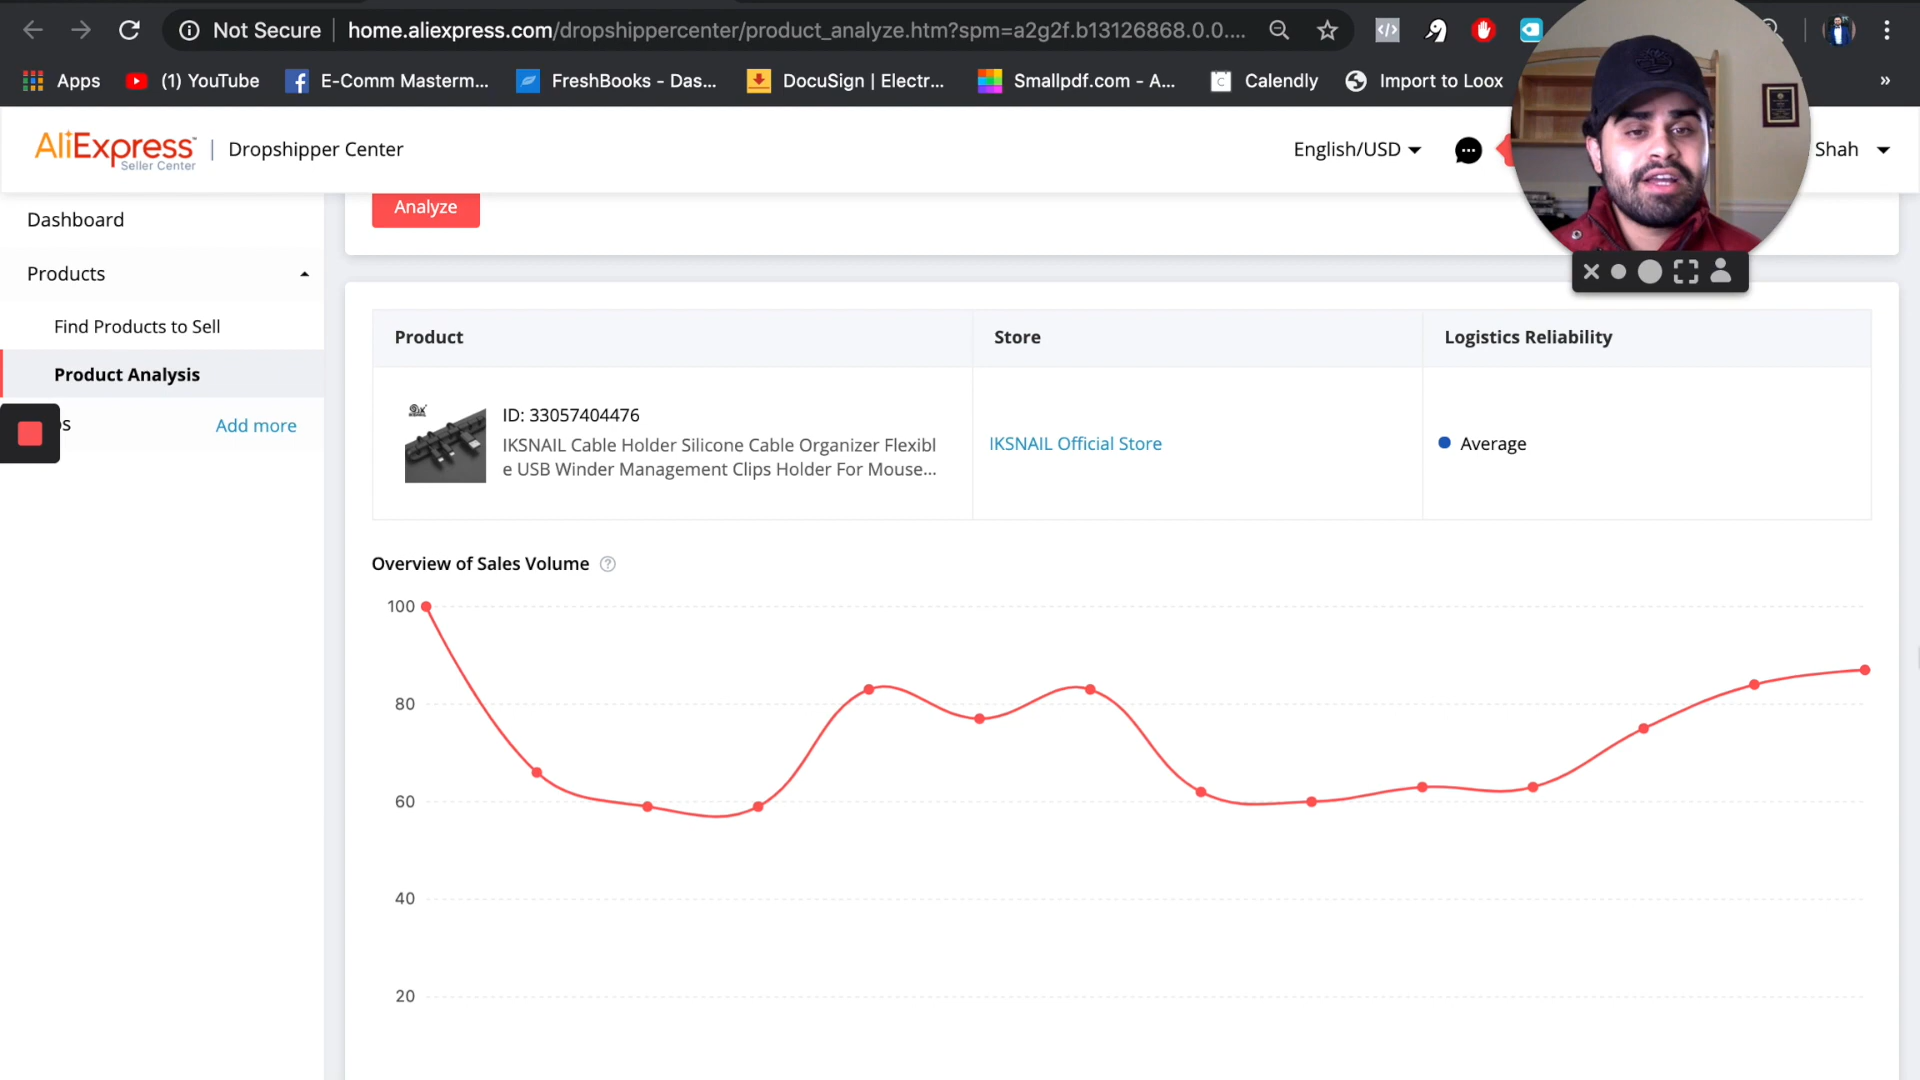 Not Secure home.aliexpress.com/dropshippercenter/product_analyze.htm?spm=a2g2f.b13126868.0.0....
Apps (1) YouTube E-Comm Masterm... FreshBooks - Das... DocuSign | Electr... Smallpdf.com - A... Calendly Import to Loox »
AliExpress™ Seller Center | Dropshipper Center English/USD Shah
Dashboard
Analyze
Products
Find Products to Sell
Product Analysis
ps Add more
Product Store Logistics Reliability
ID: 33057404476
IKSNAIL Cable Holder Silicone Cable Organizer Flexibl
e USB Winder Management Clips Holder For Mouse...
IKSNAIL Official Store
Average
Overview of Sales Volume ?
100
80
60
40
20